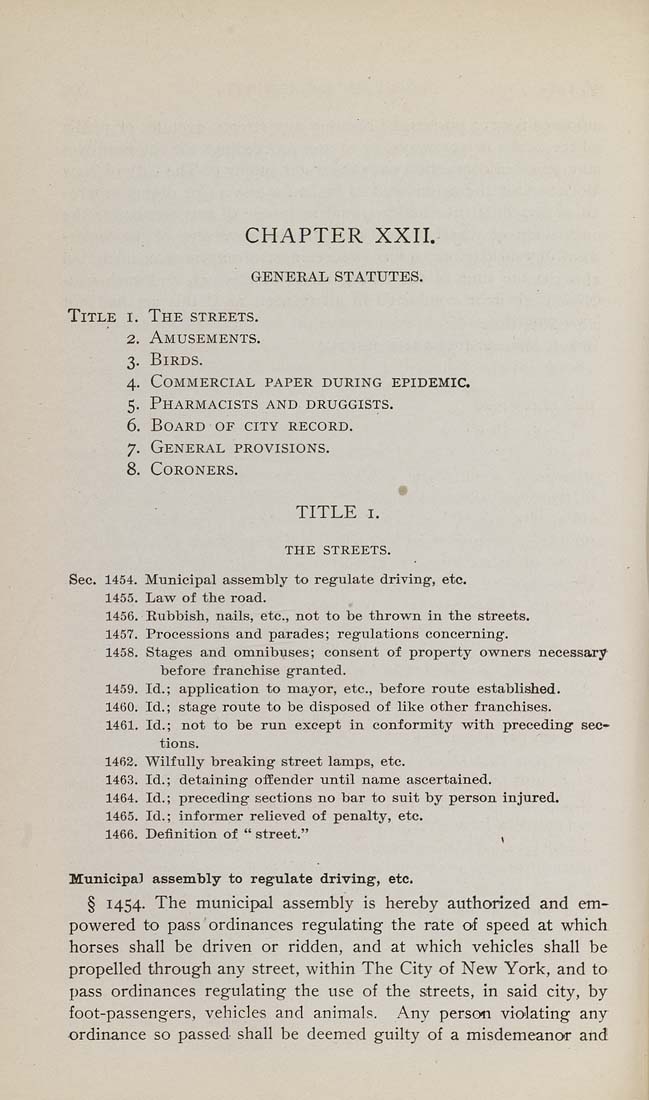 CHAPTER XXII.
GENERAL STATUTES.
TITLE 1. THE STREETS.
2. AMUSEMENTS.
3. BIRDS.
4. COMMERCIAL PAPER DURING EPIDEMIC.
5. PHARMACISTS AND DRUGGISTS.
6. BOARD OF CITY RECORD.
7. GENERAL PROVISIONS.
8. CORONERS.
TITLE 1.
THE STREETS.
Sec. 1454. Municipal assembly to regulate driving, etc.
1455. Law of the road.
1456. Rubbish, nails, etc., not to be thrown in the streets.
1457. Processions and parades; regulations concerning.
1458. Stages and omnibuses; consent of property owners necessary
before franchise granted.
1459. Id.; application to mayor, etc., before route established.
1460. Id.; stage route to be disposed of like other franchises.
1461. Id.; not to be run except in conformity with preceding sec-
tions.
1462. Wilfully breaking street lamps, etc.
1463. Id.; detaining offender until name ascertained.
1464. Id.; preceding sections no bar to suit by person injured.
1465. Id.; informer relieved of penalty, etc.
1466. Definition of " street."
Municipal assembly to regulate driving, etc.
§ 1454. The municipal assembly is hereby authorized and em-
powered to pass ordinances regulating the rate of speed at which
horses shall be driven or ridden, and at which vehicles shall be
propelled through any street, within The City of New York, and to
pass ordinances regulating the use of the streets, in said city, by
foot-passengers, vehicles and animals. Any person violating any
ordinance so passed shall be deemed guilty of a misdemeanor and